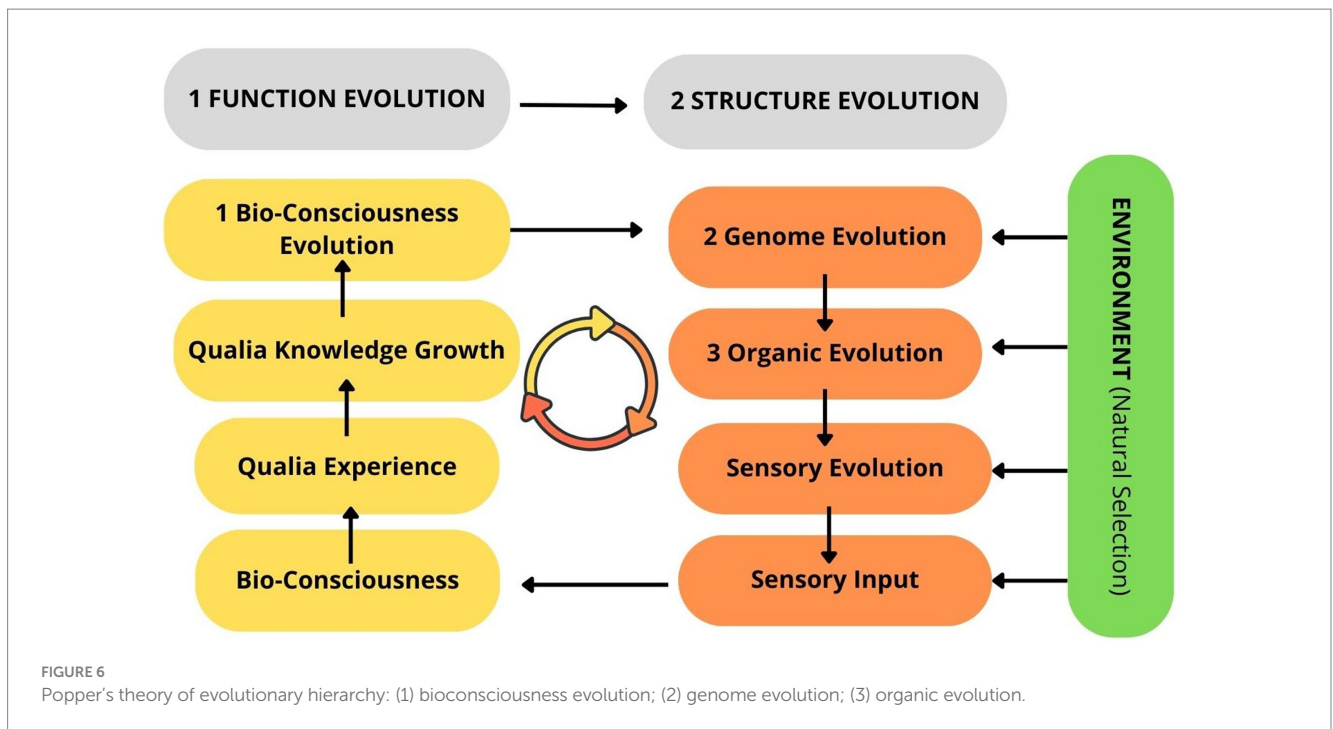 1 FUNCTION EVOLUTION
2 STRUCTURE EVOLUTION
1 Bio-Consciousness
Evolution
2 Genome Evolution
Qualia Knowledge Growth
3 Organic Evolution
Qualia Experience
Sensory Evolution
Bio-Consciousness
Sensory Input
ENVIRONMENT (Natural Selection)
FIGURE 6
Popper's theory of evolutionary hierarchy: (1) bioconsciousness evolution; (2) genome evolution; (3) organic evolution.